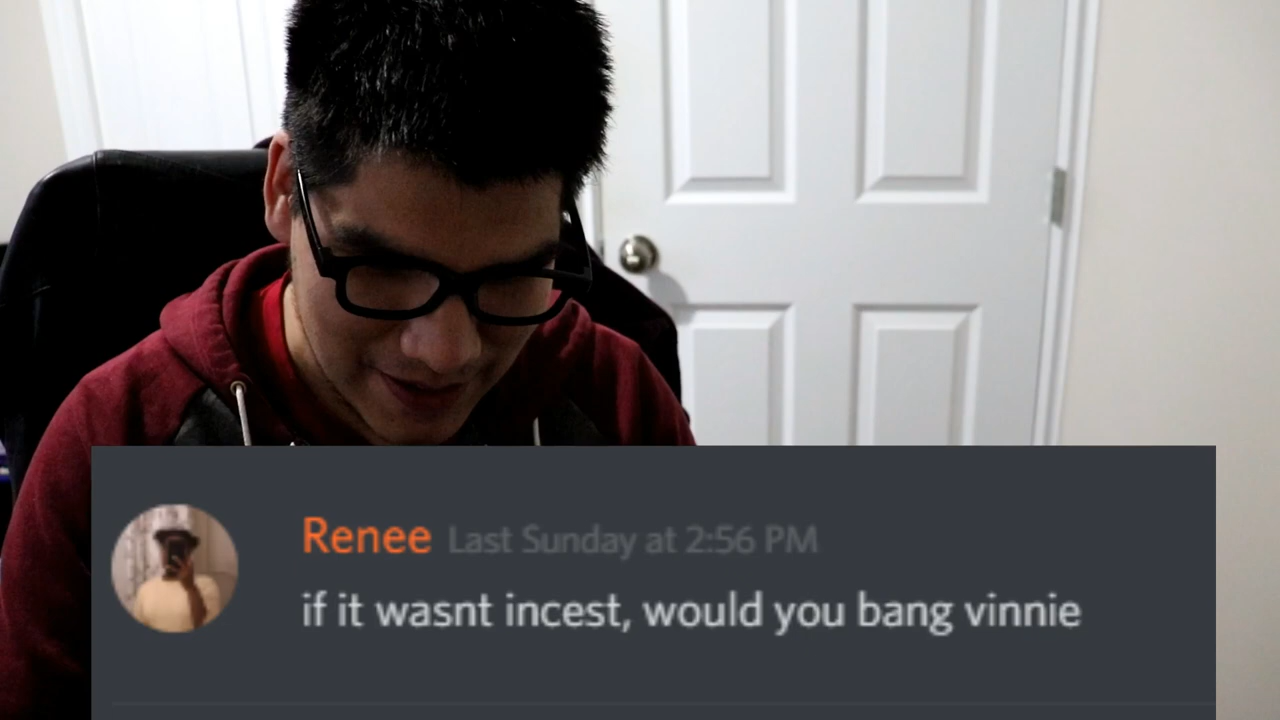 Renee Last Sunday at 2:56 PM
if it wasnt incest, would you bang vinnie